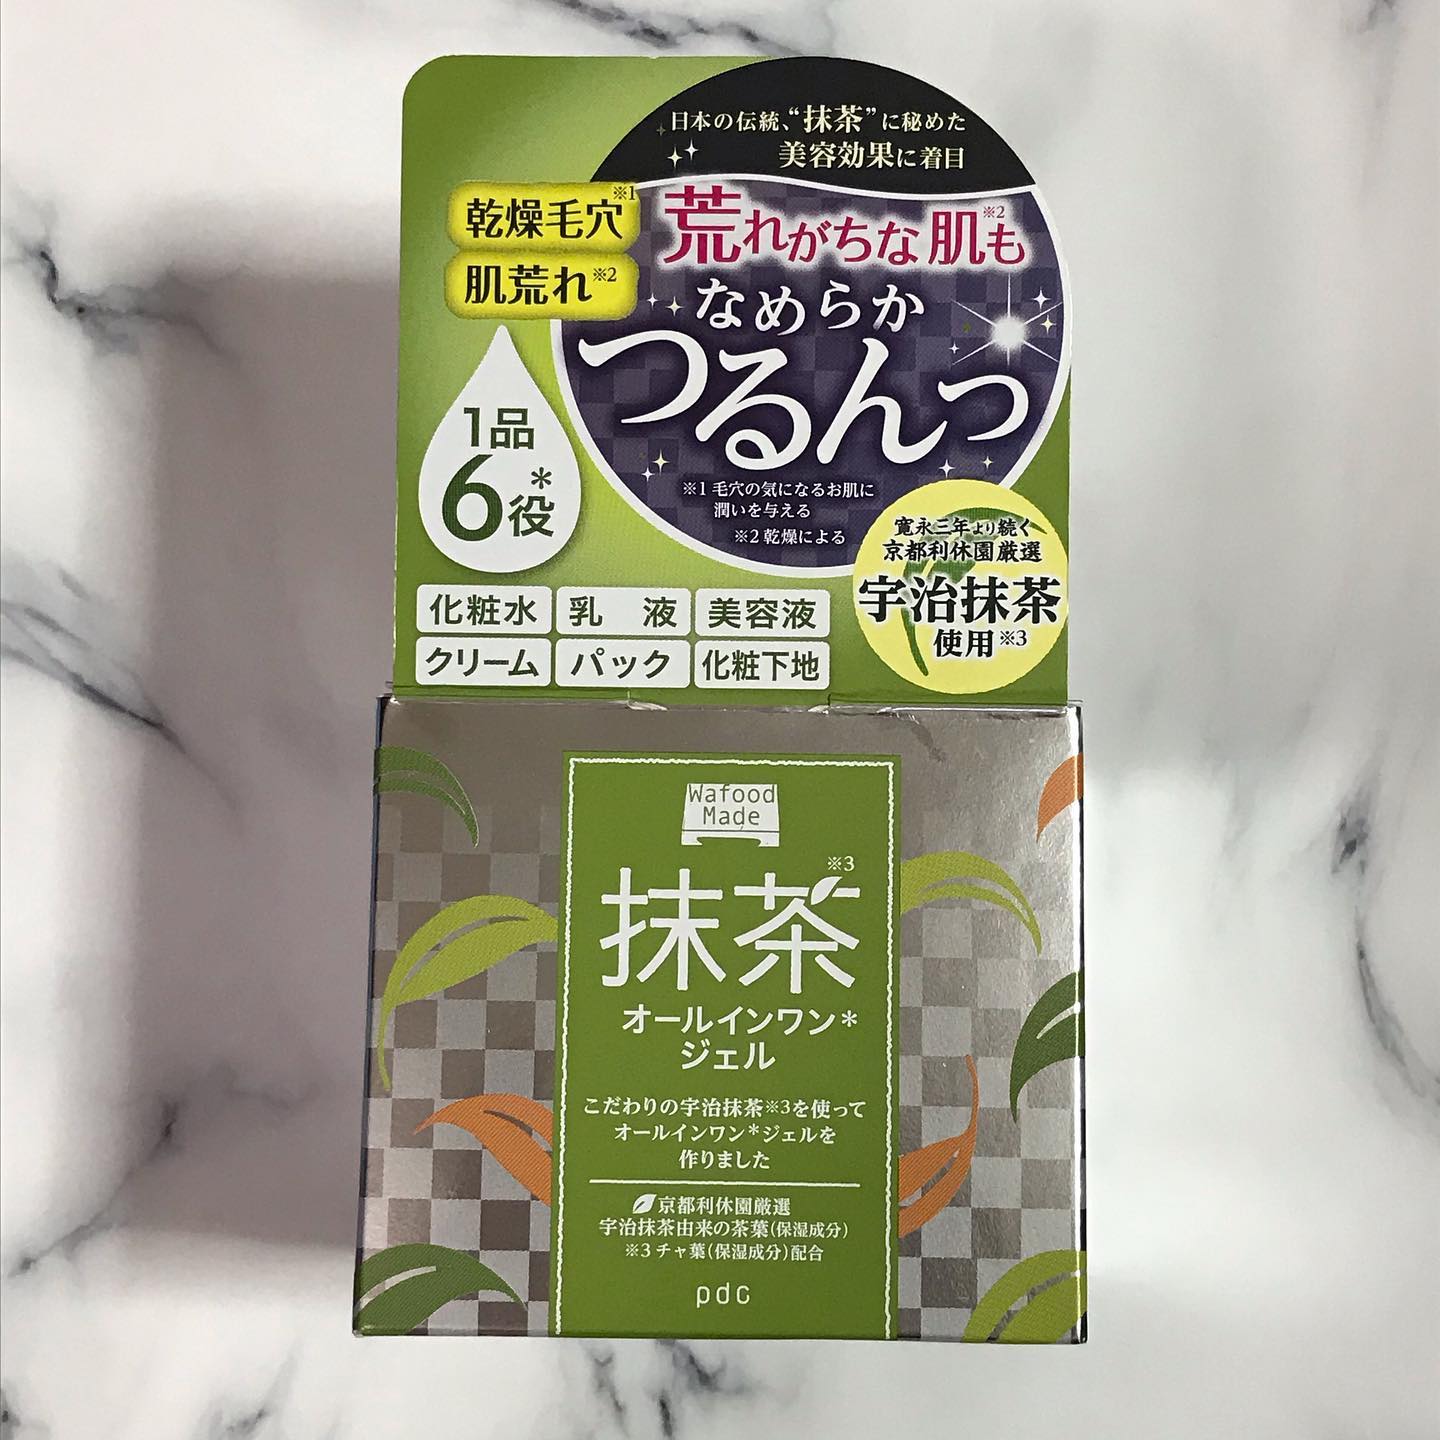 日本の伝統、“抹茶”に秘めた
美容効果に着目
乾燥毛穴※1
肌荒れ※2
荒れがちな肌※2も
なめらか
つるんっ
※1 毛穴の気になるお肌に
潤いを与える
※2 乾燥による
1品
6役*
化粧水 乳 液 美容液
クリーム パック 化粧下地
寛永三年より続く
京都利休園厳選
宇治抹茶
使用※3
Wafood
Made
抹茶※3
オールインワン*
ジェル
こだわりの宇治抹茶※3を使って
オールインワン*ジェルを
作りました
京都利休園厳選
宇治抹茶由来の茶葉(保湿成分)
※3 チャ葉(保湿成分)配合
pdc